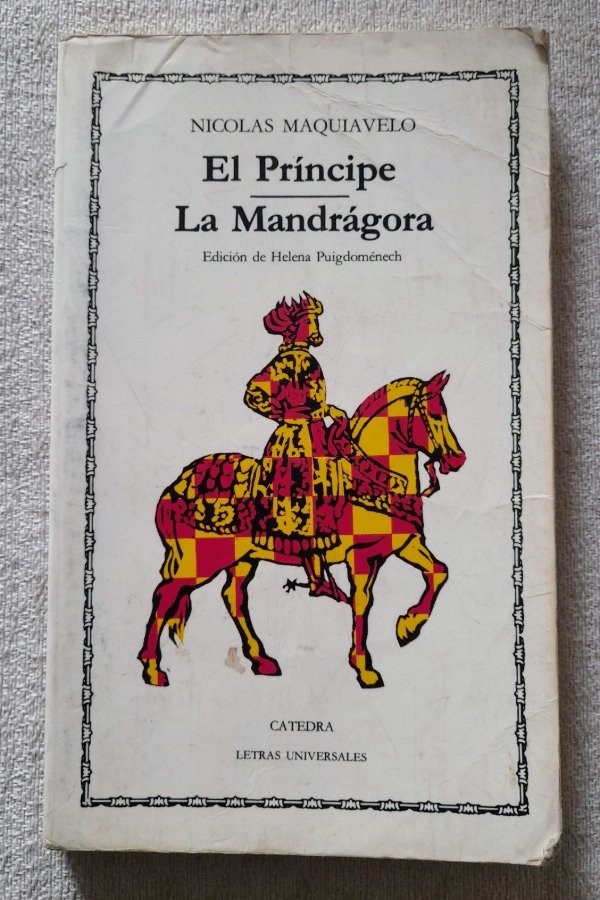 NICOLAS MAQUIAVELO
El Príncipe
La Mandrágora
Edición de Helena Puigdoménech
CATEDRA
LETRAS UNIVERSALES